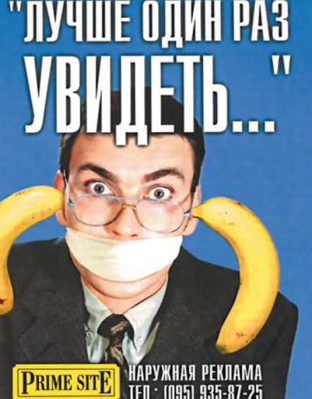 "ЛУЧШЕ ОДИН РАЗ
УВИДЕТЬ..."
PRIME SITE
НАРУЖНАЯ РЕКЛАМА
ТЕЛ.: (095) 935-87-25